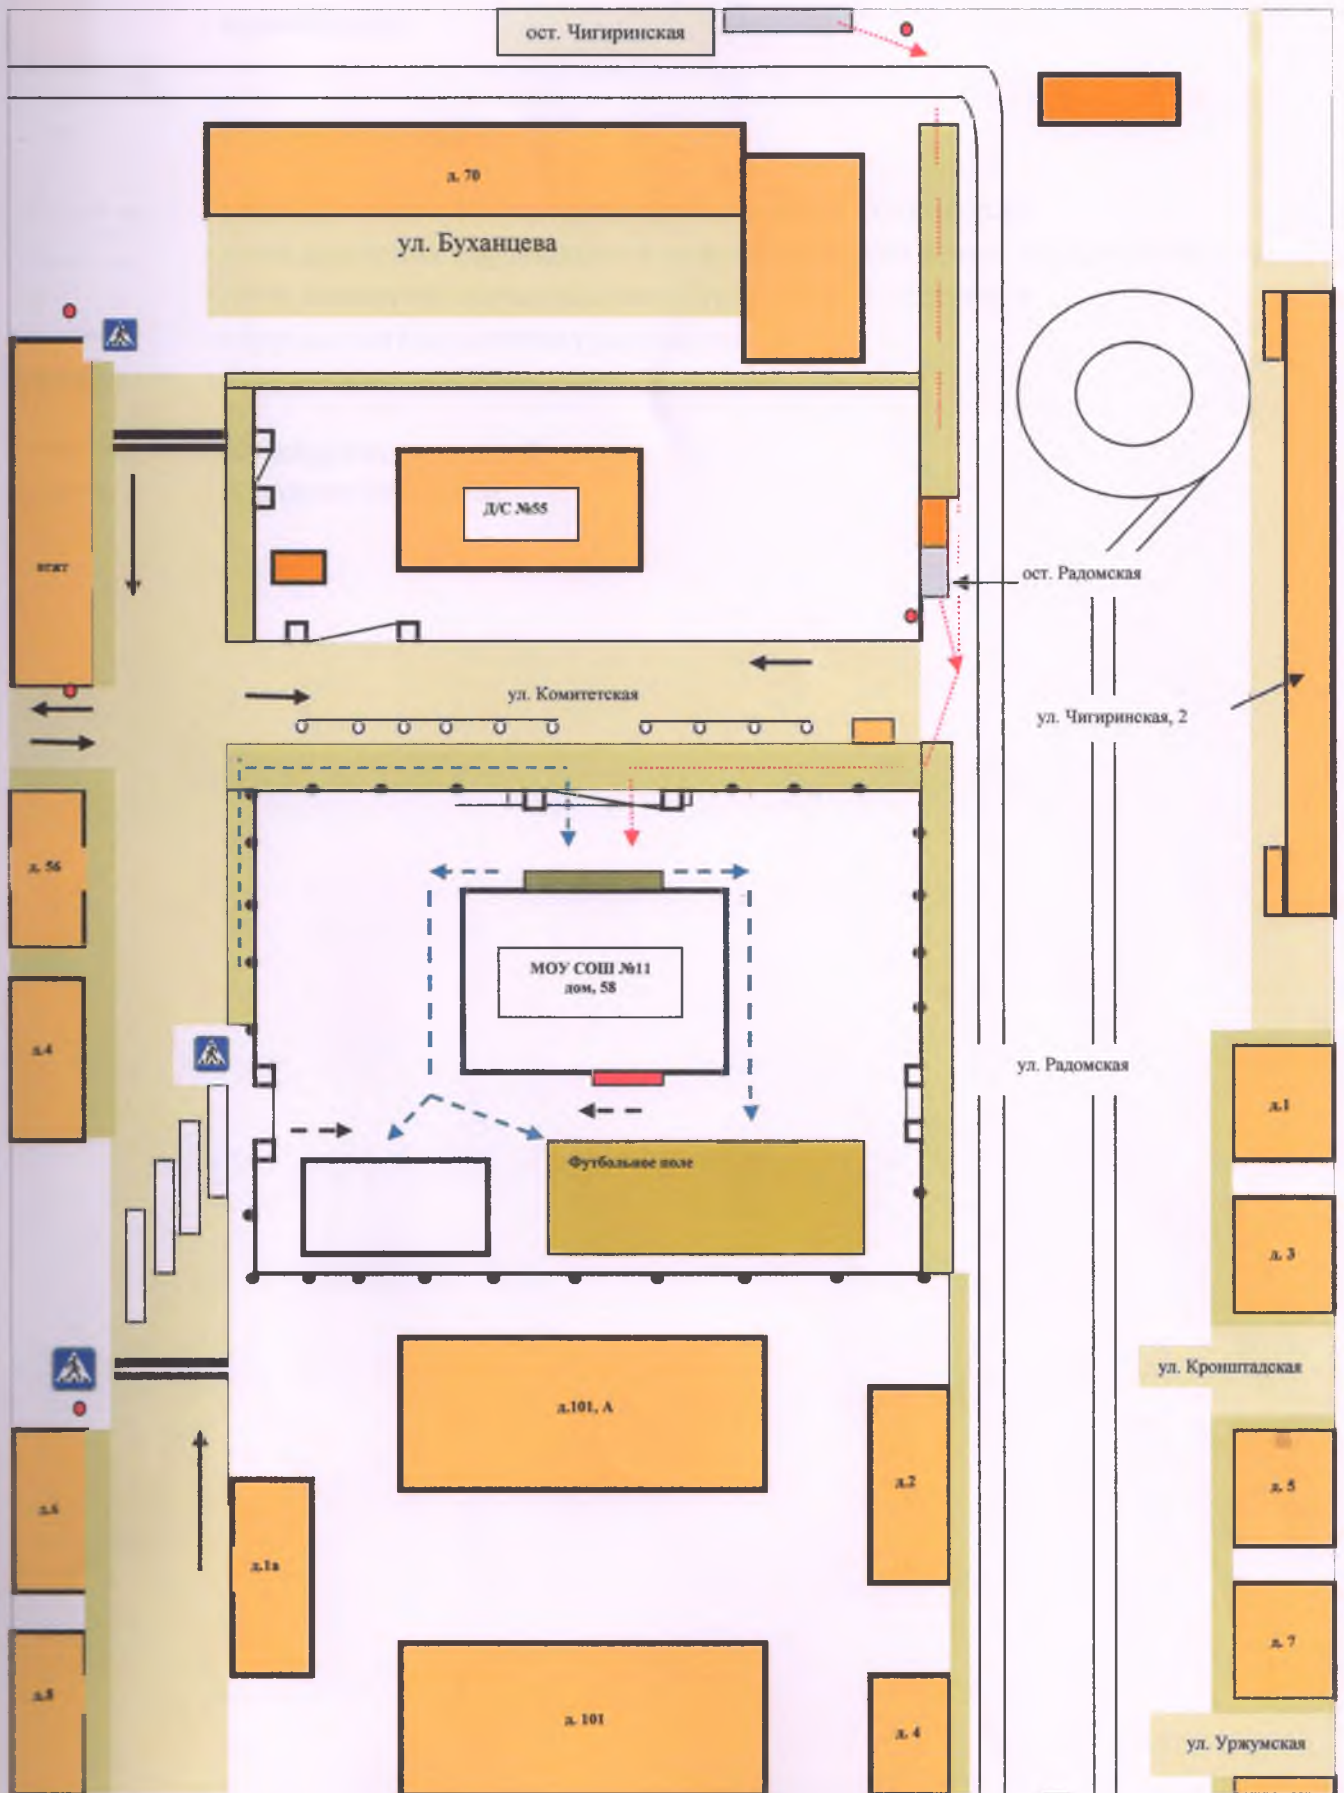 ост. Чигиринская
д. 70
ул. Буханцева
Д/С №55
втжт
ост. Радомская
ул. Комитетская
ул. Чигиринская, 2
д. 56
МОУ СОШ №11
дом, 58
д.4
ул. Радомская
д.1
Футбольное поле
д. 3
ул. Кронштадская
д.101, А
д.2
д. 5
д.6
д.1а
д. 7
д.8
д. 101
д. 4
ул. Уржумская